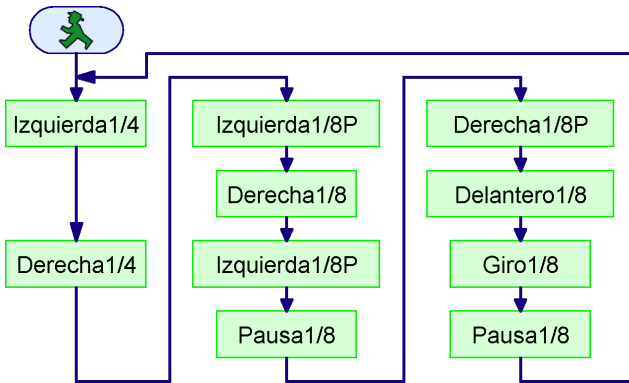 Izquierda1/4
Derecha1/4
Izquierda1/8P
Derecha1/8
Izquierda1/8P
Pausa1/8
Derecha1/8P
Delantero1/8
Giro1/8
Pausa1/8